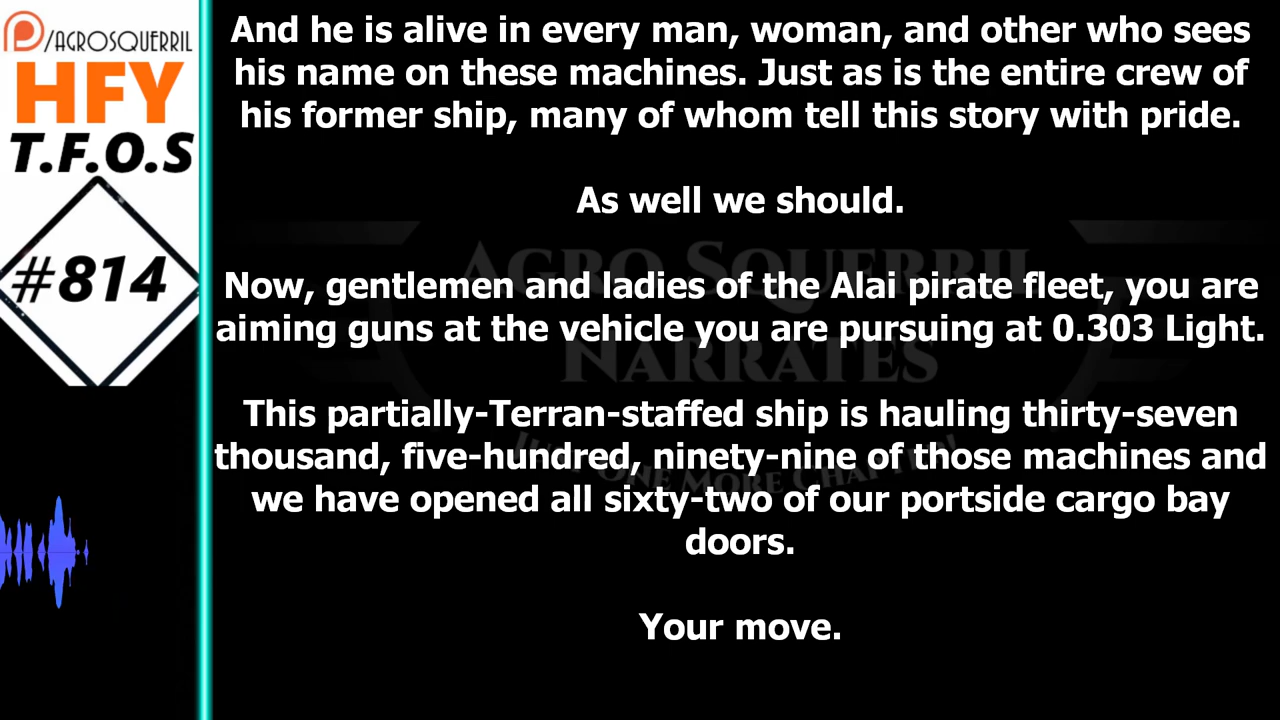 /AGROSQUERRIL
HFY
T.F.O.S
#814
And he is alive in every man, woman, and other who sees
his name on these machines. Just as is the entire crew of
his former ship, many of whom tell this story with pride.
As well we should.
Now, gentlemen and ladies of the Alai pirate fleet, you are
aiming guns at the vehicle you are pursuing at 0.303 Light.
This partially-Terran-staffed ship is hauling thirty-seven
thousand, five-hundred, ninety-nine of those machines and
we have opened all sixty-two of our portside cargo bay
doors.
Your move.
Agro Squerril
Narrates
Just One More Chapter!